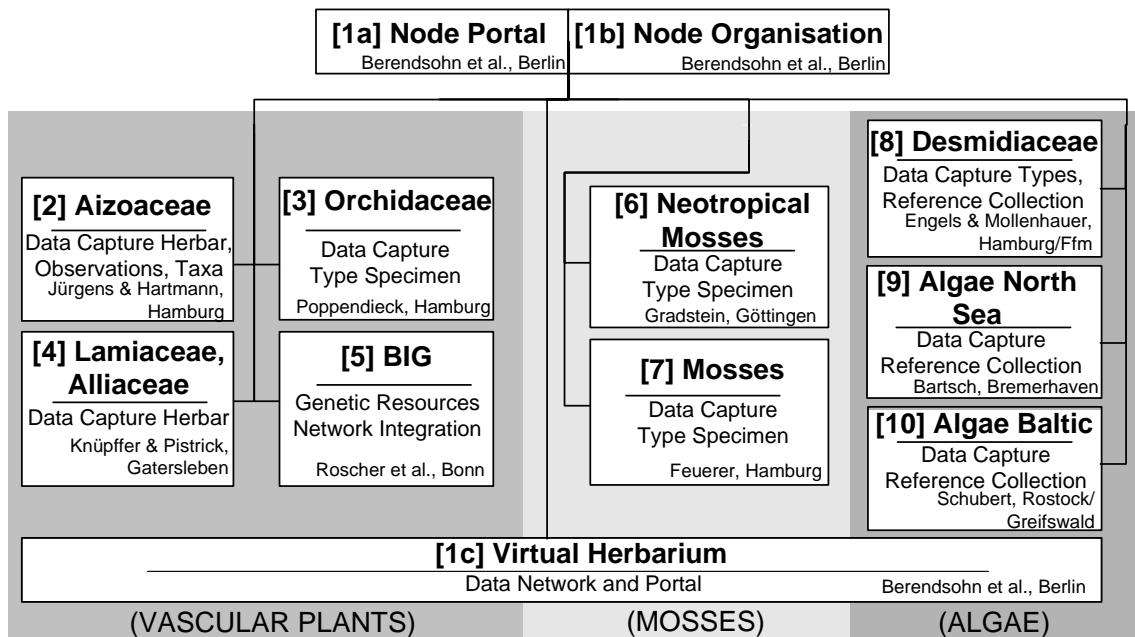 [1a] Node Portal
Berendsohn et al., Berlin
[1b] Node Organisation
Berendsohn et al., Berlin
[2] Aizoaceae
Data Capture Herbar,
Observations, Taxa
Jürgens & Hartmann,
Hamburg
[3] Orchidaceae
Data Capture
Type Specimen
Poppendieck, Hamburg
[4] Lamiaceae,
Alliaceae
Data Capture Herbar
Knüpffer & Pistrick,
Gatersleben
[5] BIG
Genetic Resources
Network Integration
Roscher et al., Bonn
[6] Neotropical
Mosses
Data Capture
Type Specimen
Gradstein, Göttingen
[7] Mosses
Data Capture
Type Specimen
Feuerer, Hamburg
[8] Desmidiaceae
Data Capture Types,
Reference Collection
Engels & Mollenhauer,
Hamburg/Ffm
[9] Algae North
Sea
Data Capture
Reference Collection
Bartsch, Bremerhaven
[10] Algae Baltic
Data Capture
Reference Collection
Schubert, Rostock/
Greifswald
[1c] Virtual Herbarium
Data Network and Portal
Berendsohn et al., Berlin
(VASCULAR PLANTS)
(MOSSES)
(ALGAE)